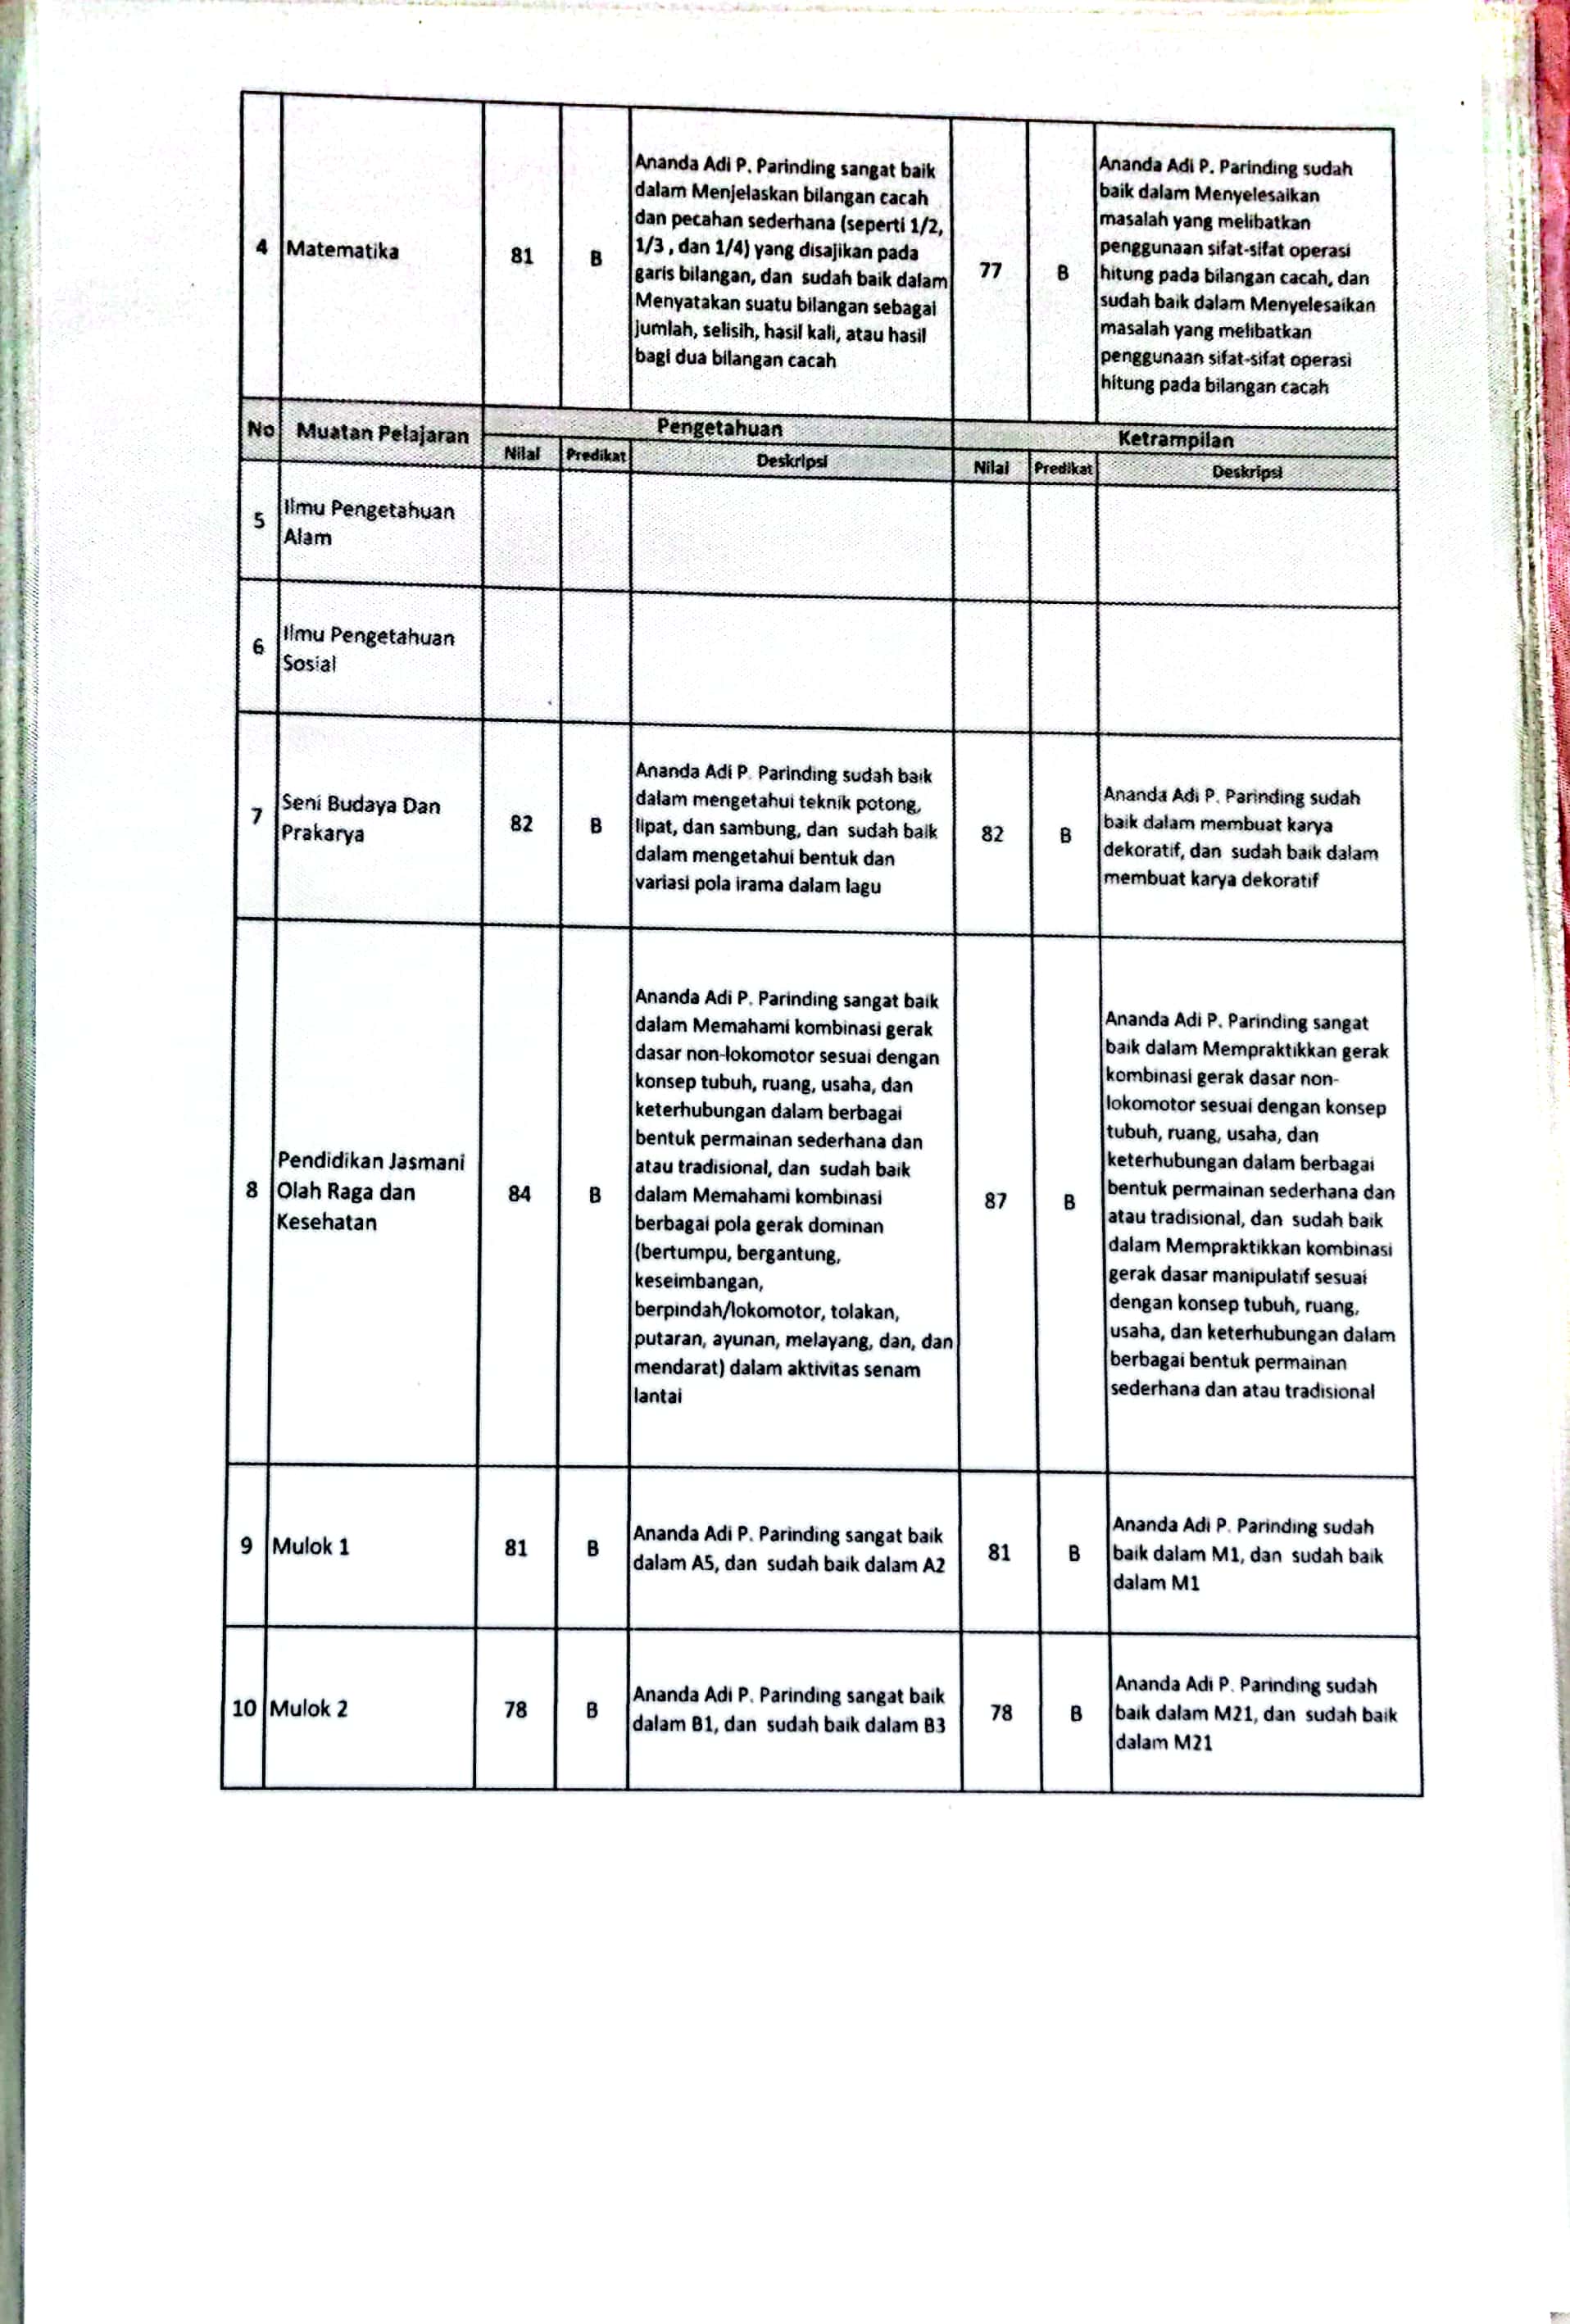 4 Matematika 81 B
Ananda Adi P. Parinding sangat baik
dalam Menjelaskan bilangan cacah
dan pecahan sederhana (seperti 1/2,
1/3 , dan 1/4) yang disajikan pada
garis bilangan, dan sudah baik dalam
Menyatakan suatu bilangan sebagai
jumlah, selisih, hasil kali, atau hasil
bagi dua bilangan cacah
77 B
Ananda Adi P. Parinding sudah
baik dalam Menyelesaikan
masalah yang melibatkan
penggunaan sifat-sifat operasi
hitung pada bilangan cacah, dan
sudah baik dalam Menyelesaikan
masalah yang melibatkan
penggunaan sifat-sifat operasi
hitung pada bilangan cacah
No Muatan Pelajaran Pengetahuan Ketrampilan
Nilai Predikat Deskripsi Nilai Predikat Deskripsi
5 Ilmu Pengetahuan
Alam
6 Ilmu Pengetahuan
Sosial
7 Seni Budaya Dan
Prakarya
82 B
Ananda Adi P. Parinding sudah baik
dalam mengetahui teknik potong,
lipat, dan sambung, dan sudah baik
dalam mengetahui bentuk dan
variasi pola irama dalam lagu
82 B
Ananda Adi P. Parinding sudah
baik dalam membuat karya
dekoratif, dan sudah baik dalam
membuat karya dekoratif
8 Pendidikan Jasmani
Olah Raga dan
Kesehatan
84 B
Ananda Adi P. Parinding sangat baik
dalam Memahami kombinasi gerak
dasar non-lokomotor sesuai dengan
konsep tubuh, ruang, usaha, dan
keterhubungan dalam berbagai
bentuk permainan sederhana dan
atau tradisional, dan sudah baik
dalam Memahami kombinasi
berbagai pola gerak dominan
(bertumpu, bergantung,
keseimbangan,
berpindah/lokomotor, tolakan,
putaran, ayunan, melayang, dan, dan
mendarat) dalam aktivitas senam
lantai
87 B
Ananda Adi P. Parinding sangat
baik dalam Mempraktikkan gerak
kombinasi gerak dasar non-
lokomotor sesuai dengan konsep
tubuh, ruang, usaha, dan
keterhubungan dalam berbagai
bentuk permainan sederhana dan
atau tradisional, dan sudah baik
dalam Mempraktikkan kombinasi
gerak dasar manipulatif sesuai
dengan konsep tubuh, ruang,
usaha, dan keterhubungan dalam
berbagai bentuk permainan
sederhana dan atau tradisional
9 Mulok 1 81 B
Ananda Adi P. Parinding sangat baik
dalam A5, dan sudah baik dalam A2
81 B
Ananda Adi P. Parinding sudah
baik dalam M1, dan sudah baik
dalam M1
10 Mulok 2 78 B
Ananda Adi P. Parinding sangat baik
dalam B1, dan sudah baik dalam B3
78 B
Ananda Adi P. Parinding sudah
baik dalam M21, dan sudah baik
dalam M21